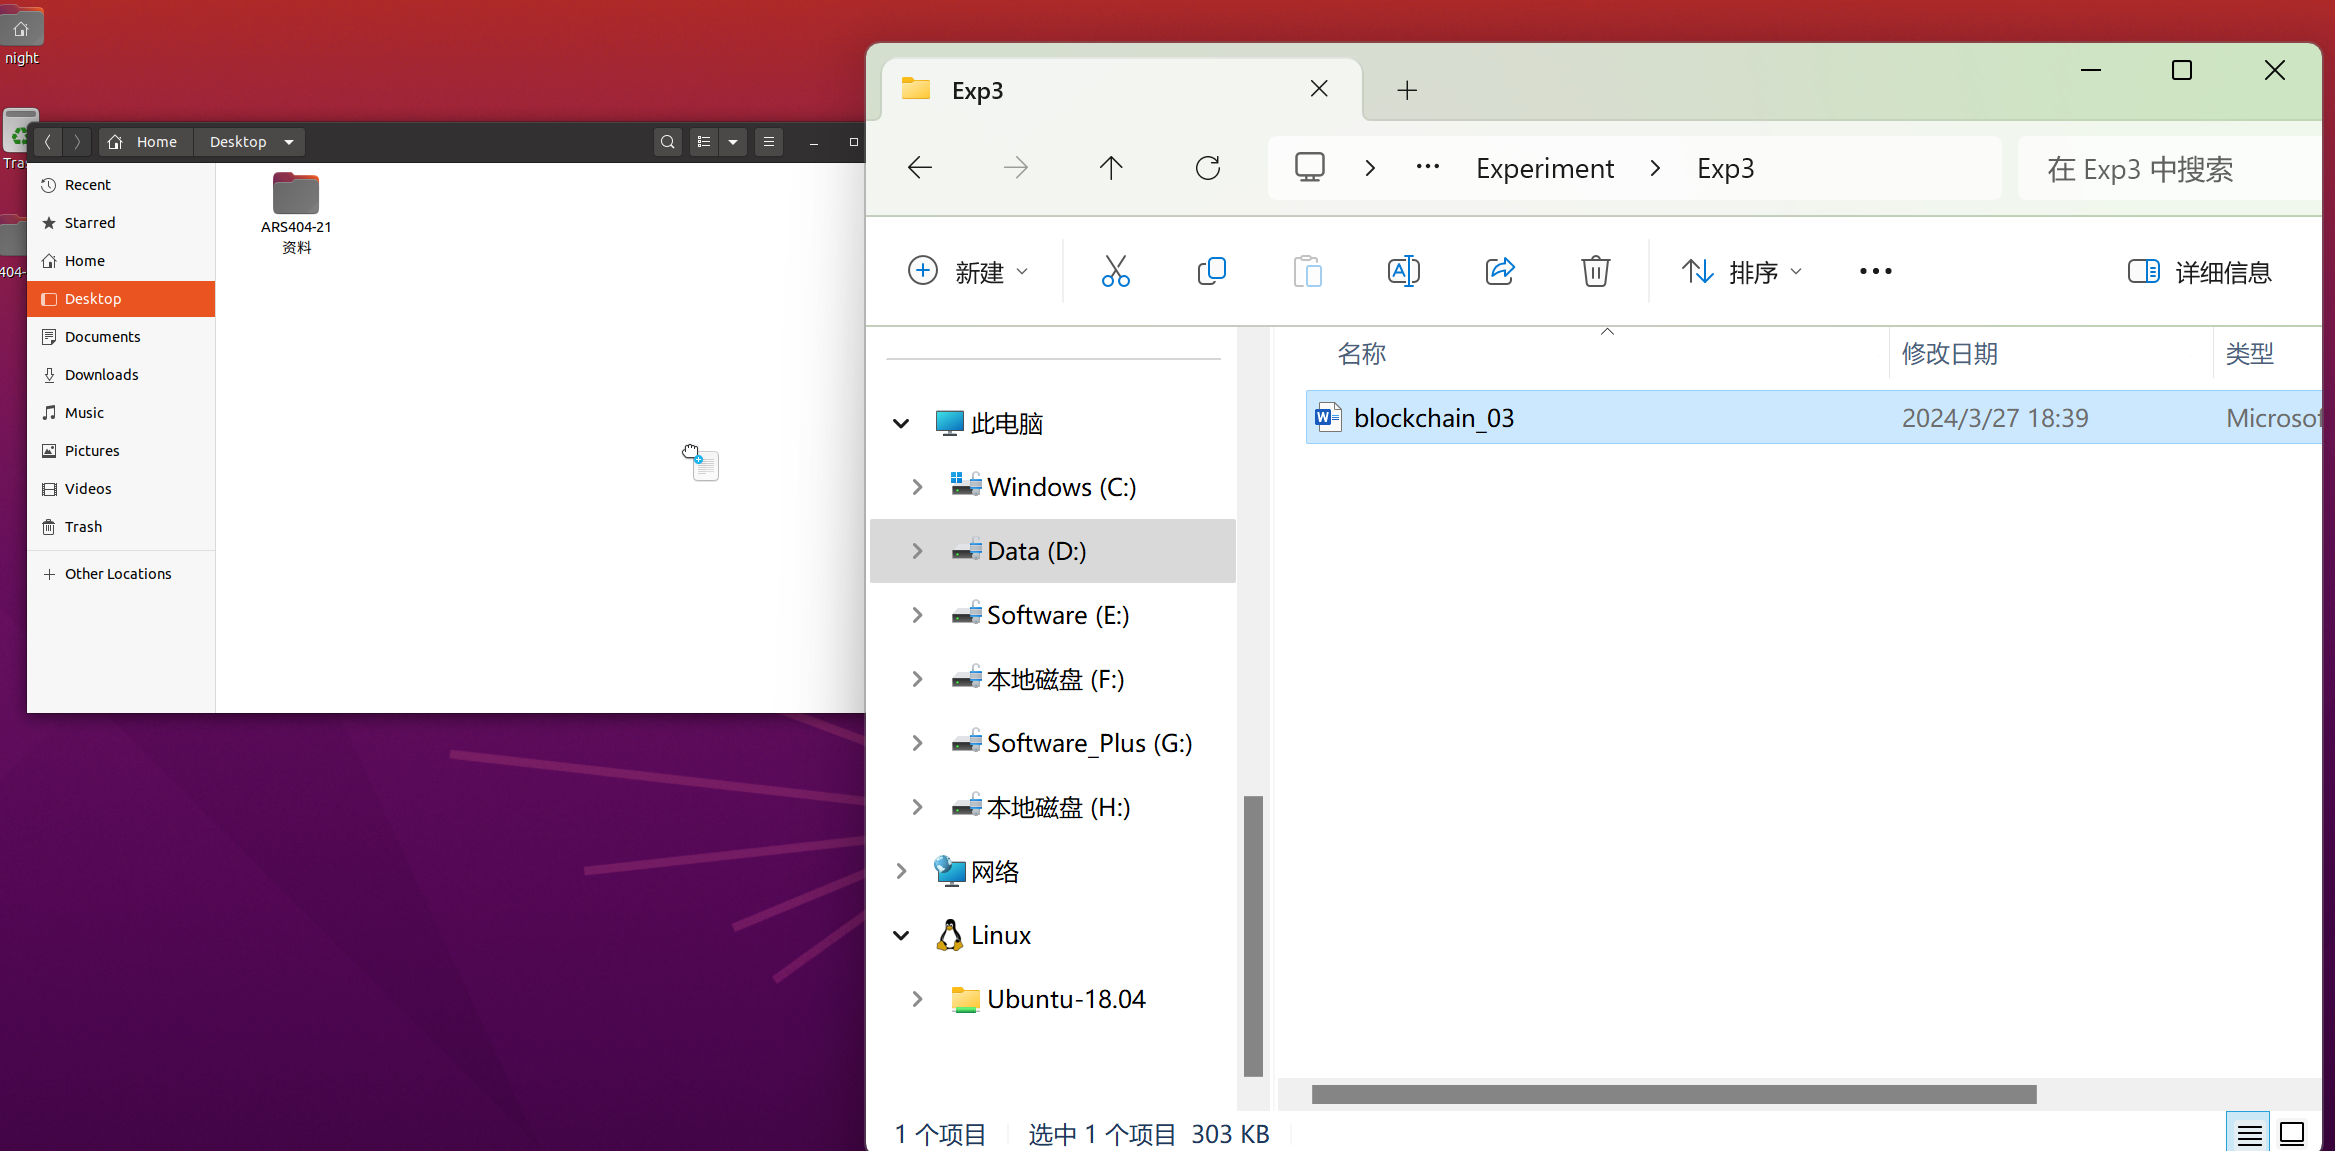 night
Home
Desktop
Recent
Starred
Home
Desktop
Documents
Downloads
Music
Pictures
Videos
Trash
Other Locations
ARS404-21
资料
Exp3
Experiment
Exp3
在 Exp3 中搜索
新建
排序
详细信息
此电脑
Windows (C:)
Data (D:)
Software (E:)
本地磁盘 (F:)
Software_Plus (G:)
本地磁盘 (H:)
网络
Linux
Ubuntu-18.04
名称
修改日期
类型
blockchain_03
2024/3/27 18:39
Microsof
1 个项目
选中 1 个项目 303 KB